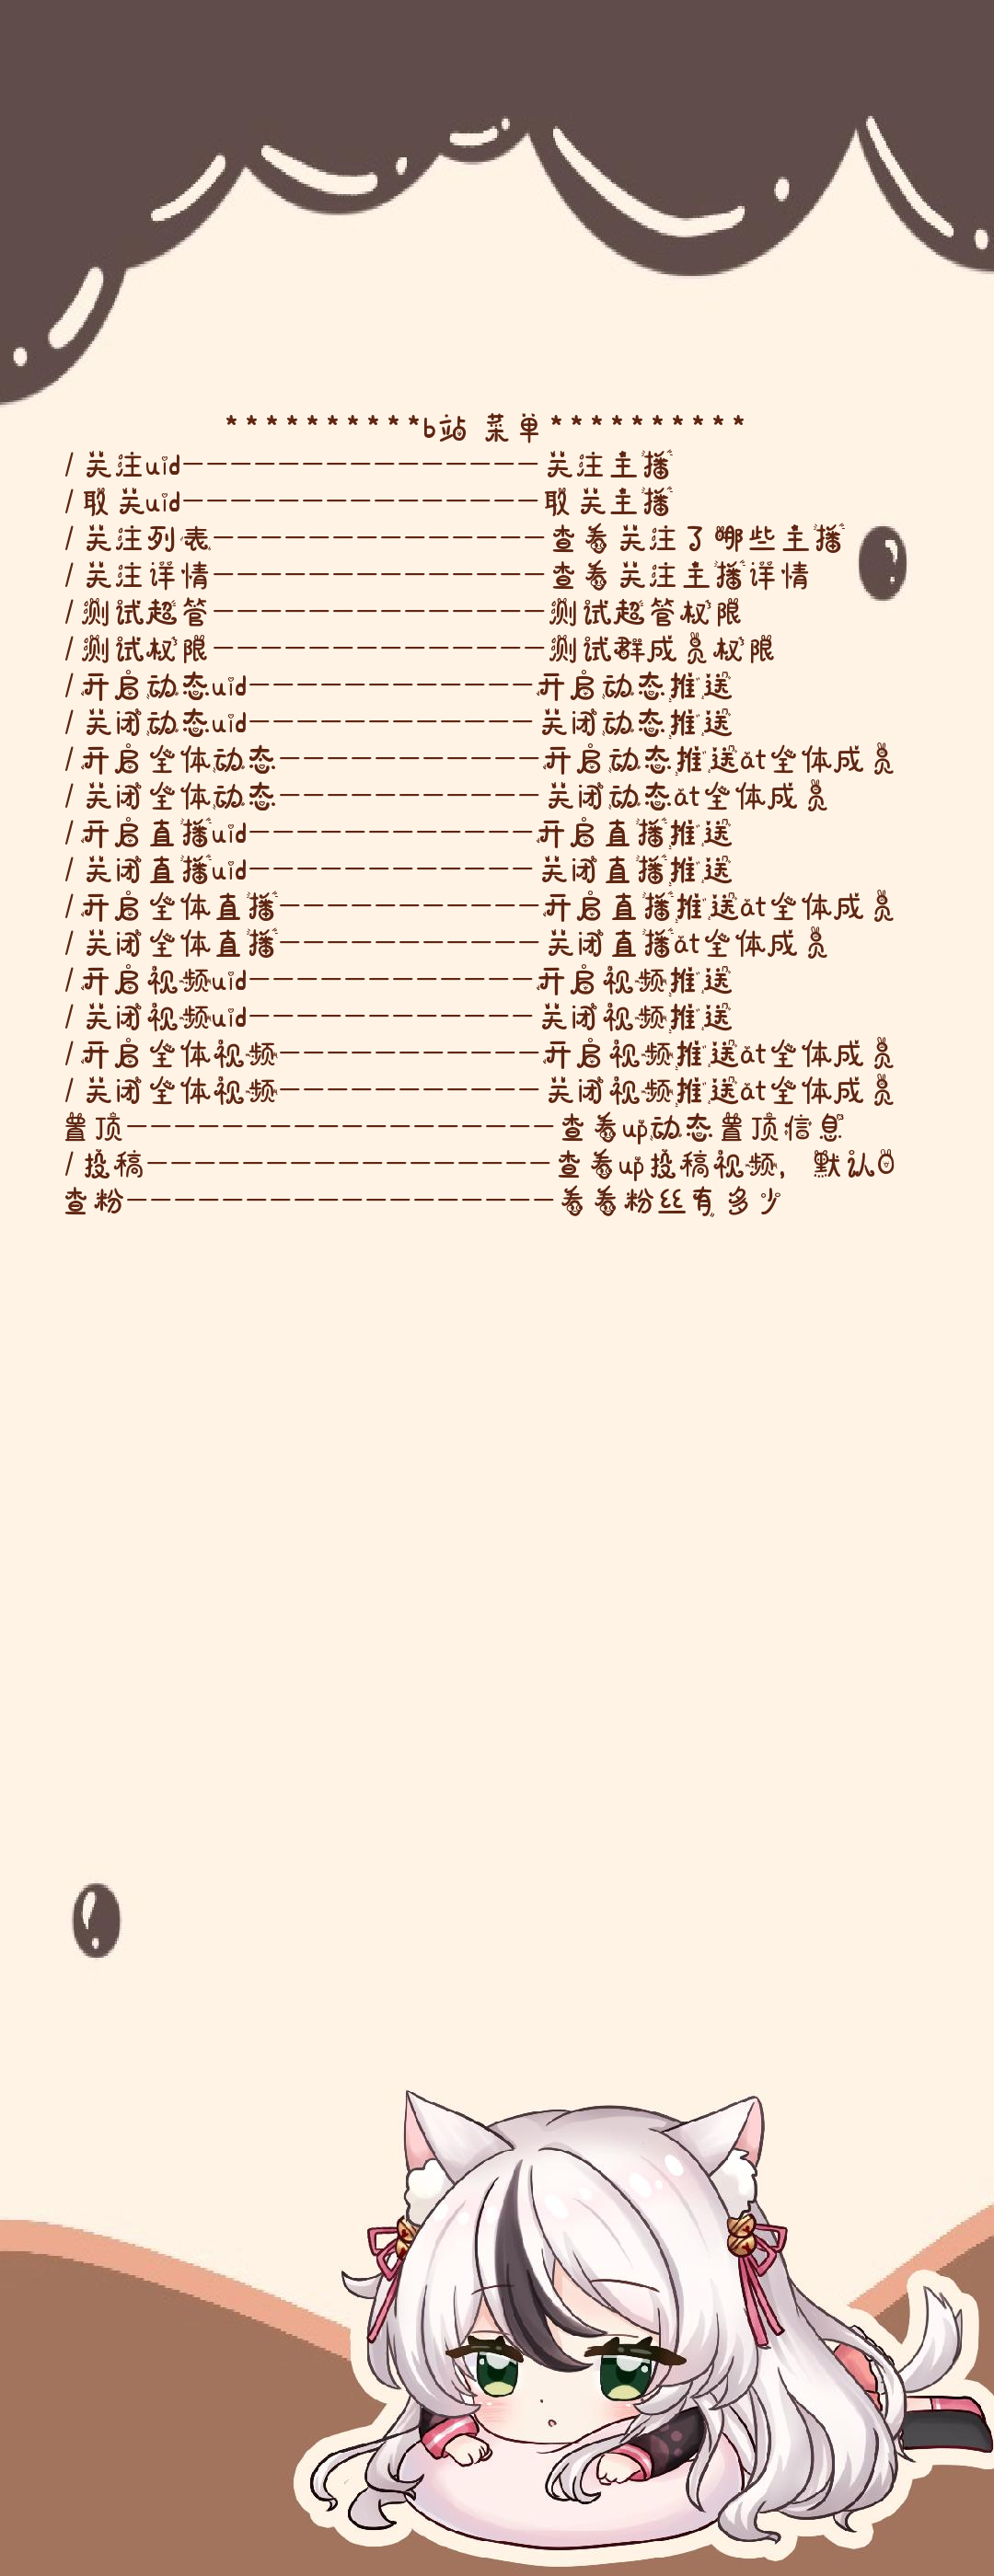 **********b站 菜单**********
/关注uid———————————————关注主播
/取关uid———————————————取关主播
/关注列表——————————————查看关注了哪些主播
/关注详情——————————————查看关注主播详情
/测试超管——————————————测试超管权限
/测试权限——————————————测试群成员权限
/开启动态uid————————————开启动态推送
/关闭动态uid————————————关闭动态推送
/开启全体动态———————————开启动态推送at全体成员
/关闭全体动态———————————关闭动态at全体成员
/开启直播uid————————————开启直播推送
/关闭直播uid————————————关闭直播推送
/开启全体直播———————————开启直播推送at全体成员
/关闭全体直播———————————关闭直播at全体成员
/开启视频uid————————————开启视频推送
/关闭视频uid————————————关闭视频推送
/开启全体视频———————————开启视频推送at全体成员
/关闭全体视频———————————关闭视频推送at全体成员
置顶——————————————————查看up动态置顶信息
/投稿—————————————————查看up投稿视频，默认0
查粉——————————————————看看粉丝有多少